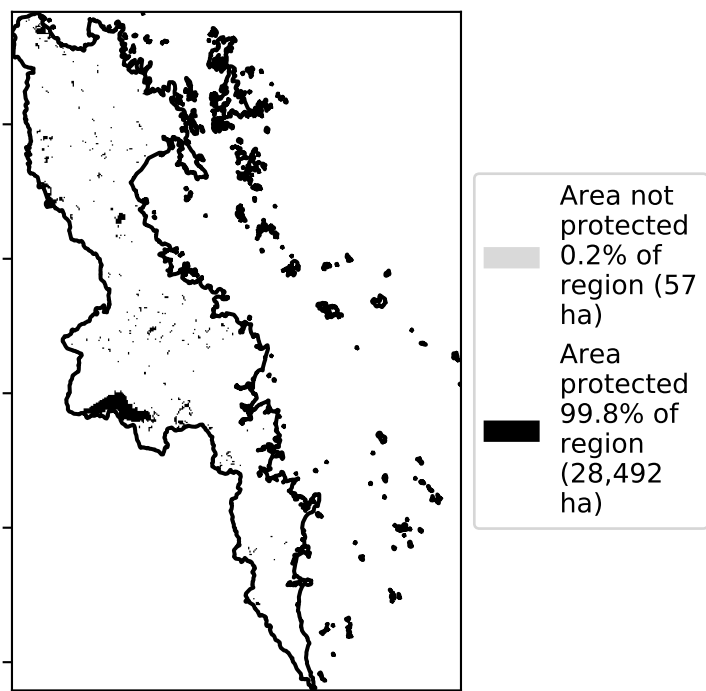 Area not
protected
0.2% of
region (57
ha)
Area
protected
99.8% of
region
(28,492
ha)